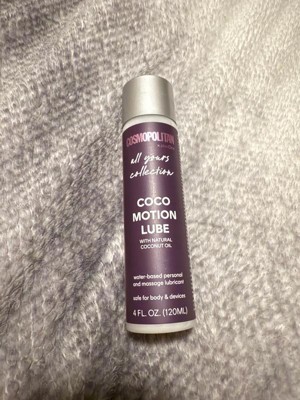 COSMOPOLITAN
all yours
collection
COCO
MOTION
LUBE
WITH NATURAL
COCONUT OIL
water-based personal
and massage lubricant
safe for body & devices
4 FL. OZ. (120ML)